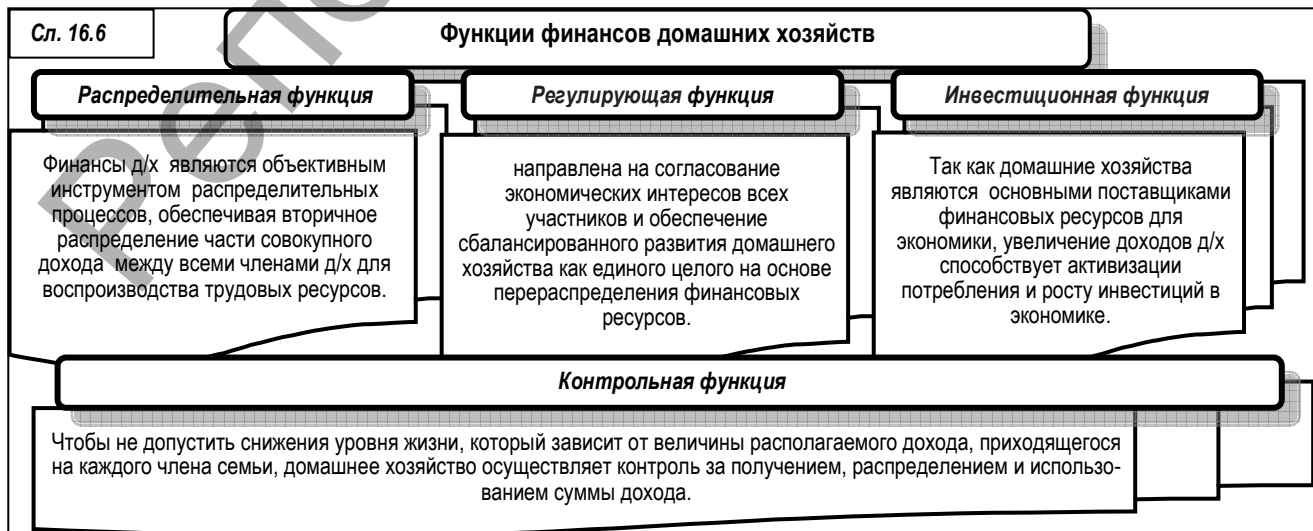 Сл. 16.6
Функции финансов домашних хозяйств
Распределительная функция
Финансы д/х являются объективным
инструментом распределительных
процессов, обеспечивая вторичное
распределение части совокупного
дохода между всеми членами д/х для
воспроизводства трудовых ресурсов.
Регулирующая функция
направлена на согласование
экономических интересов всех
участников и обеспечение
сбалансированного развития домашнего
хозяйства как единого целого на основе
перераспределения финансовых
ресурсов.
Инвестиционная функция
Так как домашние хозяйства
являются основными поставщиками
финансовых ресурсов для
экономики, увеличение доходов д/х
способствует активизации
потребления и росту инвестиций в
экономике.
Контрольная функция
Чтобы не допустить снижения уровня жизни, который зависит от величины располагаемого дохода, приходящегося
на каждого члена семьи, домашнее хозяйство осуществляет контроль за получением, распределением и использо-
ванием суммы дохода.